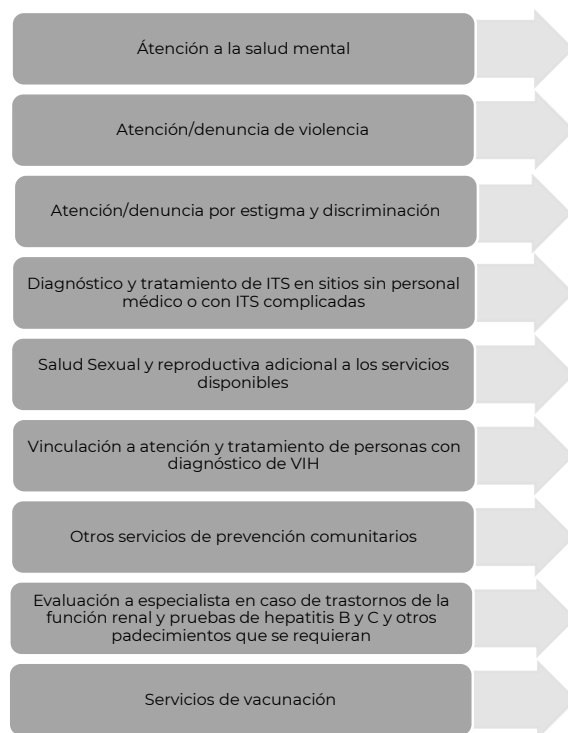 Átención a la salud mental
Atención/denuncia de violencia
Atención/denuncia por estigma y discriminación
Diagnóstico y tratamiento de ITS en sitios sin personal
médico o con ITS complicadas
Salud Sexual y reproductiva adicional a los servicios
disponibles
Vinculación a atención y tratamiento de personas con
diagnóstico de VIH
Otros servicios de prevención comunitarios
Evaluación a especialista en caso de trastornos de la
función renal y pruebas de hepatitis B y C y otros
padecimientos que se requieran
Servicios de vacunación